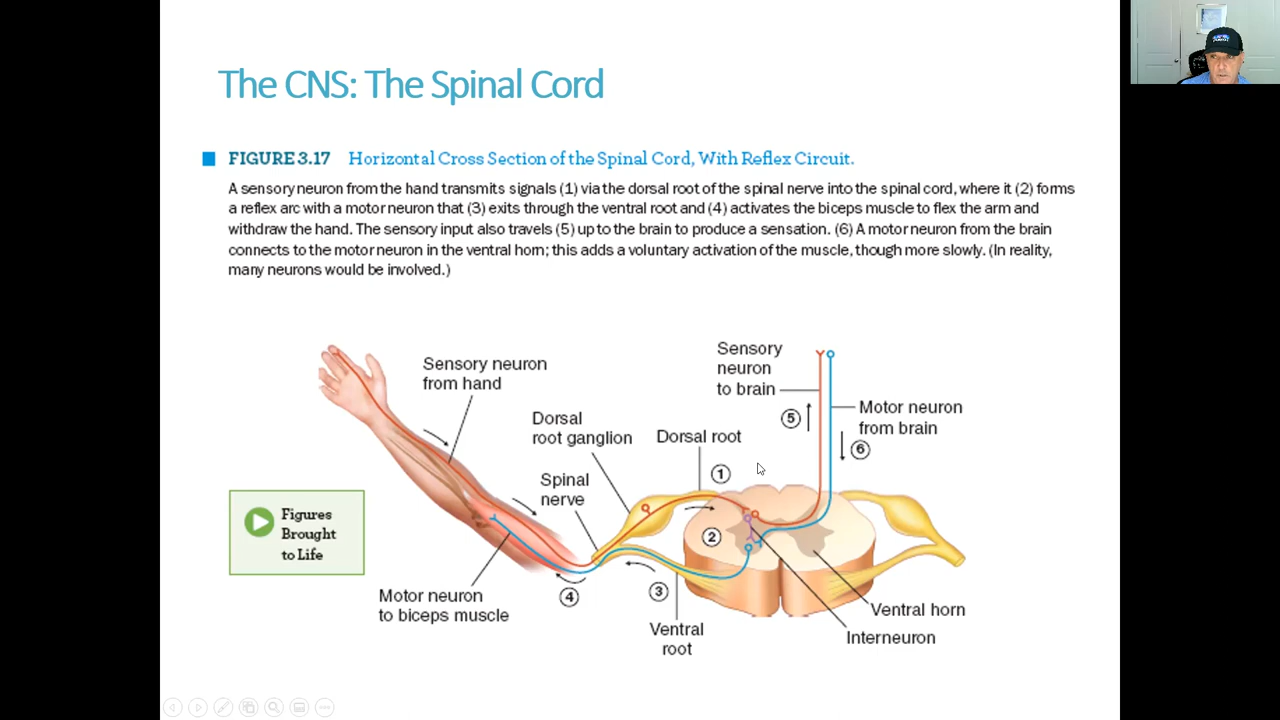 The CNS: The Spinal Cord
FIGURE 3.17 Horizontal Cross Section of the Spinal Cord, With Reflex Circuit.
A sensory neuron from the hand transmits signals (1) via the dorsal root of the spinal nerve into the spinal cord, where it (2) forms
a reflex arc with a motor neuron that (3) exits through the ventral root and (4) activates the biceps muscle to flex the arm and
withdraw the hand. The sensory input also travels (5) up to the brain to produce a sensation. (6) A motor neuron from the brain
connects to the motor neuron in the ventral horn; this adds a voluntary activation of the muscle, though more slowly. (In reality,
many neurons would be involved.)
Sensory neuron
from hand
Dorsal
root ganglion
Dorsal root
Spinal
nerve
Sensory
neuron
to brain
5
Motor neuron
from brain
6
1
2
Figures
Brought
to Life
Motor neuron
to biceps muscle
4
3
Ventral
root
Ventral horn
Interneuron